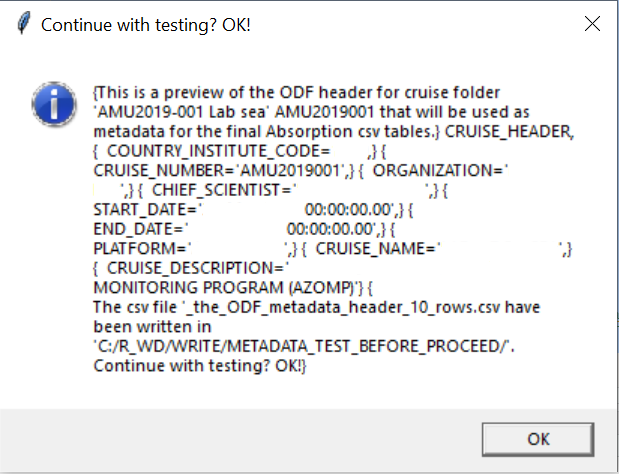 Continue with testing? OK!
{This is a preview of the ODF header for cruise folder
'AMU2019-001 Lab sea' AMU2019001 that will be used as
metadata for the final Absorption csv tables.} CRUISE_HEADER,
{  COUNTRY_INSTITUTE_CODE=        ,} {
CRUISE_NUMBER='AMU2019001',} {  ORGANIZATION='
',} {  CHIEF_SCIENTIST='                          ',} {
START_DATE='                     00:00:00.00',} {
END_DATE='                    00:00:00.00',} {
PLATFORM='                   ',} {  CRUISE_NAME='                        ',}
{  CRUISE_DESCRIPTION='
MONITORING PROGRAM (AZOMP)'} {
The csv file '_the_ODF_metadata_header_10_rows.csv have
been written in
'C:/R_WD/WRITE/METADATA_TEST_BEFORE_PROCEED/'.
Continue with testing? OK!}
OK